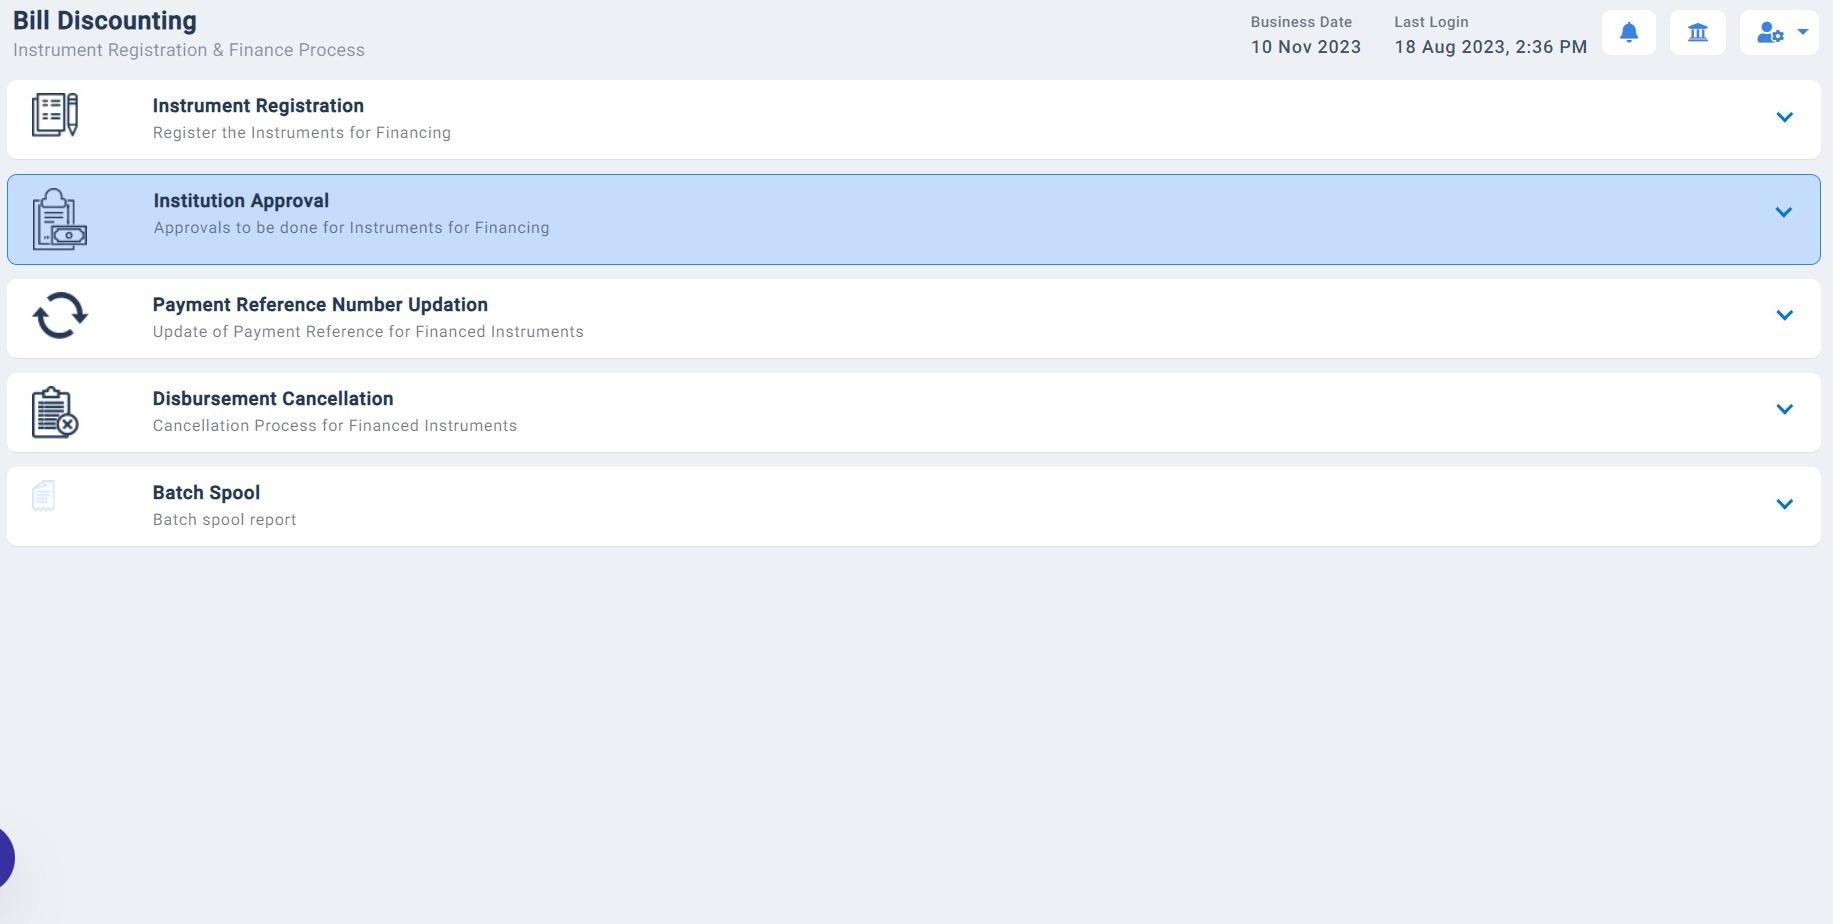 Bill Discounting
Instrument Registration & Finance Process
Business Date
10 Nov 2023
Last Login
18 Aug 2023, 2:36 PM
Instrument Registration
Register the Instruments for Financing
Institution Approval
Approvals to be done for Instruments for Financing
Payment Reference Number Updation
Update of Payment Reference for Financed Instruments
Disbursement Cancellation
Cancellation Process for Financed Instruments
Batch Spool
Batch spool report